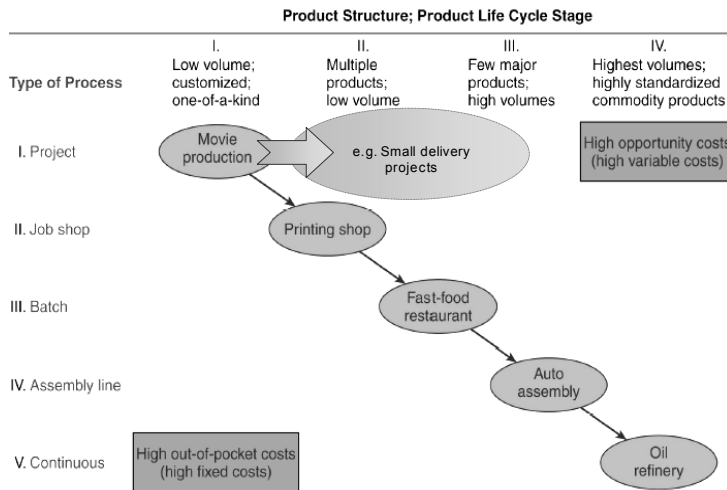 Product Structure; Product Life Cycle Stage
Type of Process
I.
Low volume;
customized;
one-of-a-kind
II.
Multiple
products;
low volume
III.
Few major
products;
high volumes
IV.
Highest volumes;
highly standardized
commodity products
I. Project
Movie
production
e.g. Small delivery
projects
High opportunity costs
(high variable costs)
II. Job shop
Printing shop
III. Batch
Fast-food
restaurant
IV. Assembly line
Auto
assembly
V. Continuous
High out-of-pocket costs
(high fixed costs)
Oil
refinery